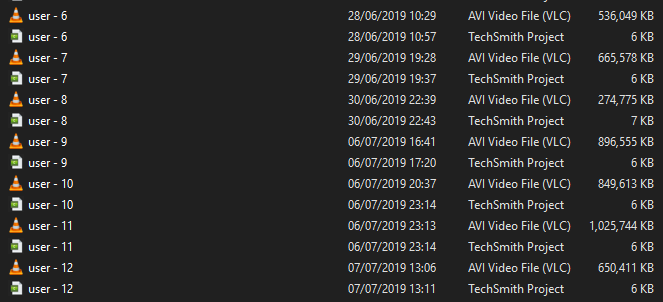 user - 6 28/06/2019 10:29 AVI Video File (VLC) 536,049 KB
user - 6 28/06/2019 10:57 TechSmith Project 6 KB
user - 7 29/06/2019 19:28 AVI Video File (VLC) 665,578 KB
user - 7 29/06/2019 19:37 TechSmith Project 6 KB
user - 8 30/06/2019 22:39 AVI Video File (VLC) 274,775 KB
user - 8 30/06/2019 22:43 TechSmith Project 7 KB
user - 9 06/07/2019 16:41 AVI Video File (VLC) 896,555 KB
user - 9 06/07/2019 17:20 TechSmith Project 6 KB
user - 10 06/07/2019 20:37 AVI Video File (VLC) 849,613 KB
user - 10 06/07/2019 23:14 TechSmith Project 6 KB
user - 11 06/07/2019 23:13 AVI Video File (VLC) 1,025,744 KB
user - 11 06/07/2019 23:14 TechSmith Project 6 KB
user - 12 07/07/2019 13:06 AVI Video File (VLC) 650,411 KB
user - 12 07/07/2019 13:11 TechSmith Project 6 KB